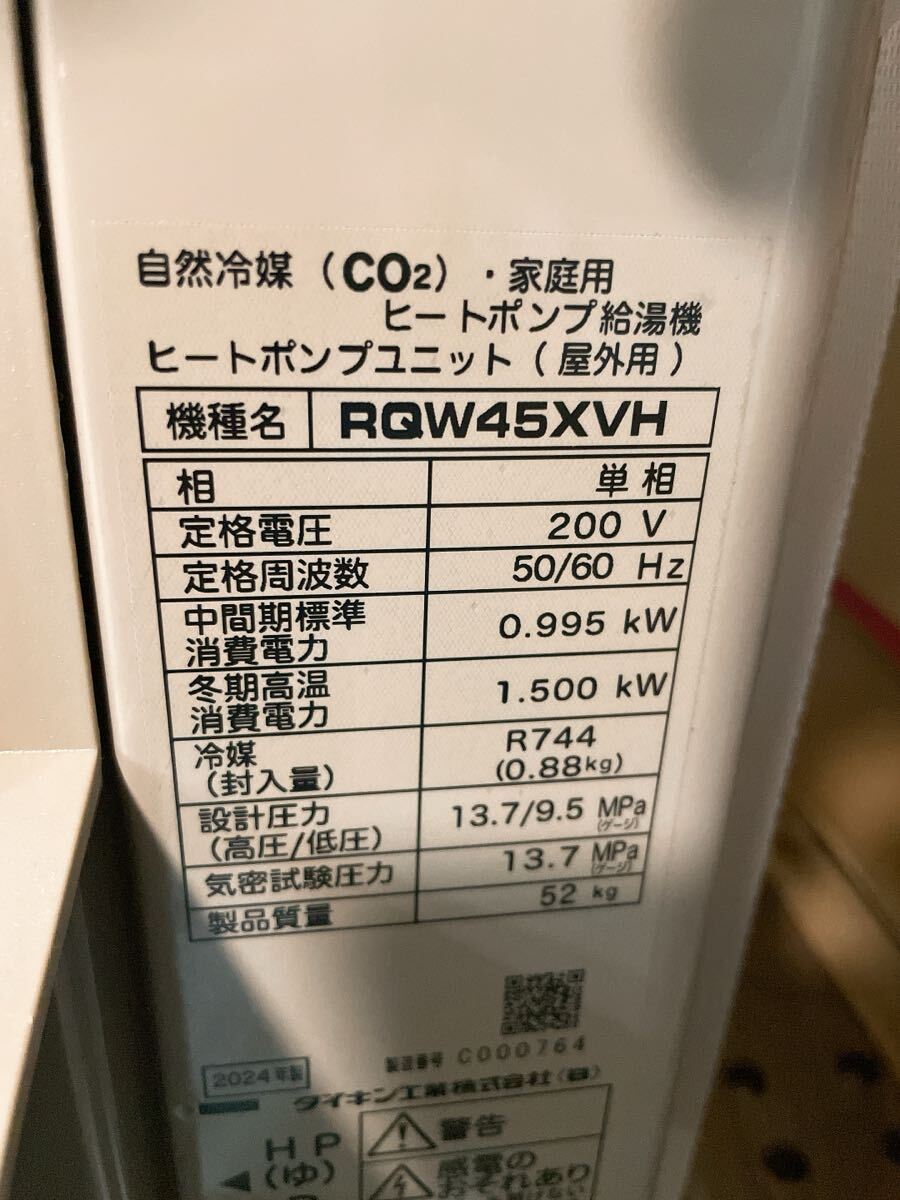 自然冷媒（CO₂）・家庭用
ヒートポンプ給湯機
ヒートポンプユニット（屋外用）
機種名 RQW45XVH
相 単相
定格電圧 200 V
定格周波数 50/60 Hz
中間期標準
消費電力 0.995 kW
冬期高温
消費電力 1.500 kW
冷媒 R744
（封入量） (0.88kg)
設計圧力
（高圧/低圧） 13.7/9.5 MPa
(ゲージ)
気密試験圧力 13.7 MPa
(ゲージ)
製品質量 52 kg
製造番号 C000764
2024年製
ダイキン工業株式会社
HP
(ゆ)
警告
感電の
おそれあり